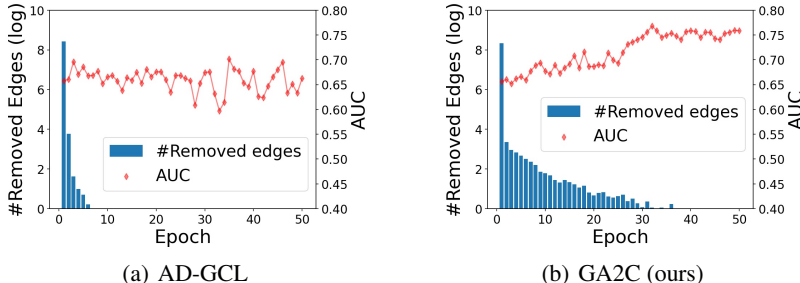 #Removed Edges (log)
10
8
6
4
2
0
0.80
0.75
0.70
0.65
0.60
0.55
0.50
0.45
0.40
AUC
#Removed edges
AUC
0 10 20 30 40 50
Epoch
(a) AD-GCL
#Removed Edges (log)
10
8
6
4
2
0
0.80
0.75
0.70
0.65
0.60
0.55
0.50
0.45
0.40
AUC
#Removed edges
AUC
0 10 20 30 40 50
Epoch
(b) GA2C (ours)